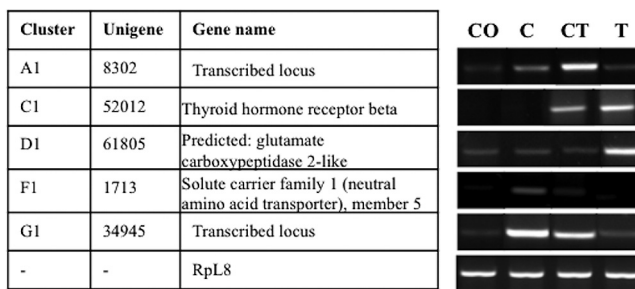 Cluster Unigene Gene name CO C CT T
A1 8302 Transcribed locus
C1 52012 Thyroid hormone receptor beta
D1 61805 Predicted: glutamate
carboxypeptidase 2-like
F1 1713 Solute carrier family 1 (neutral
amino acid transporter), member 5
G1 34945 Transcribed locus
- - RpL8